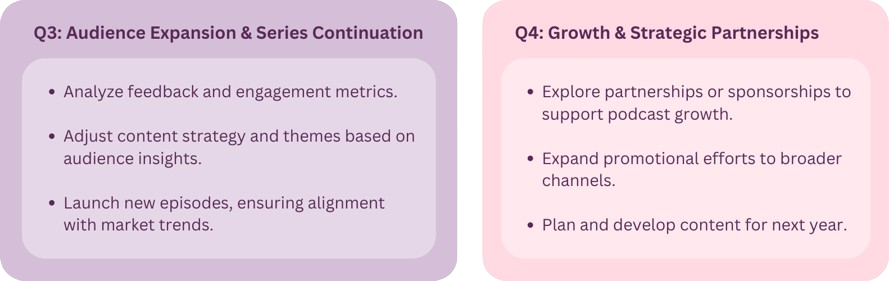 Q3: Audience Expansion & Series Continuation
• Analyze feedback and engagement metrics.
• Adjust content strategy and themes based on
audience insights.
• Launch new episodes, ensuring alignment
with market trends.
Q4: Growth & Strategic Partnerships
• Explore partnerships or sponsorships to
support podcast growth.
• Expand promotional efforts to broader
channels.
• Plan and develop content for next year.